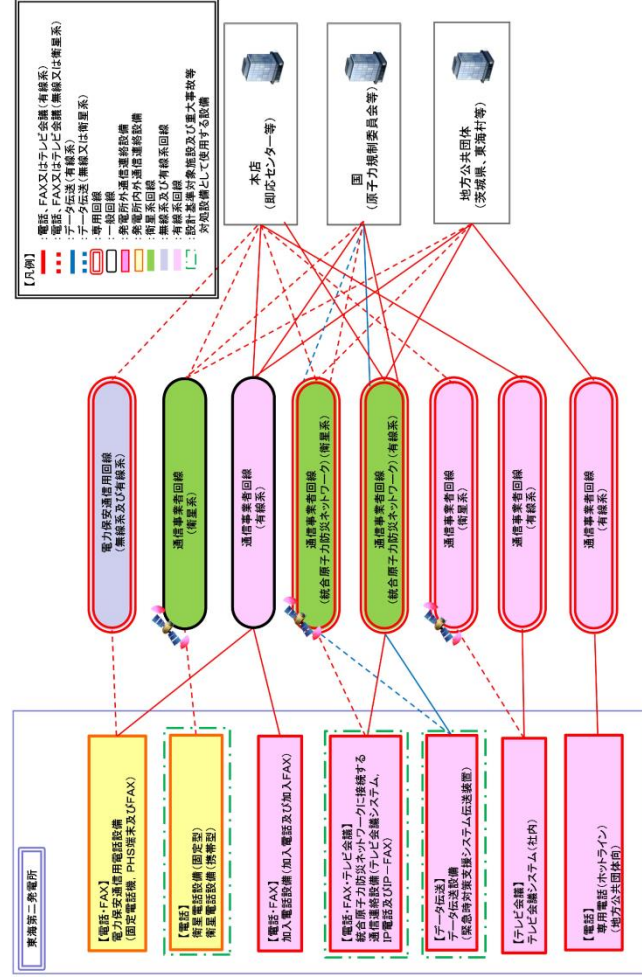 東海第二発電所
【電話・FAX】
電力保安通信用電話設備
(固定電話機、PHS端末及びFAX)
【電話】
衛星電話設備(固定型)
衛星電話設備(携帯型)
【電話・FAX】
加入電話設備(加入電話及び加入FAX)
【電話・FAX・テレビ会議】
統合原子力防災ネットワークに接続する
通信連絡設備(テレビ会議システム,
IP電話及びIP-FAX)
【データ伝送】
データ伝送設備
(緊急時対策支援システム伝送装置)
【テレビ会議】
テレビ会議システム(社内)
【電話】
専用電話(ホットライン)
(地方公共団体向)
電力保安通信用回線
(無線系及び有線系)
通信事業者回線
(衛星系)
通信事業者回線
(有線系)
通信事業者回線
(統合原子力防災ネットワーク)(衛星系)
通信事業者回線
(統合原子力防災ネットワーク)(有線系)
通信事業者回線
(衛星系)
通信事業者回線
(有線系)
通信事業者回線
(有線系)
【凡例】
:電話、FAX又はテレビ会議(有線系)
:電話、FAX又はテレビ会議(無線又は衛星系)
:データ伝送(有線系)
:データ伝送(無線又は衛星系)
:専用回線
:一般回線
:発電所外通信連絡設備
:発電所内外通信連絡設備
:衛星系回線
:無線系及び有線系回線
:有線系回線
:設計基準対象施設及び重大事故等
対処設備として使用する設備
本店
(即応センター等)
国
(原子力規制委員会等)
地方公共団体
(茨城県、東海村等)